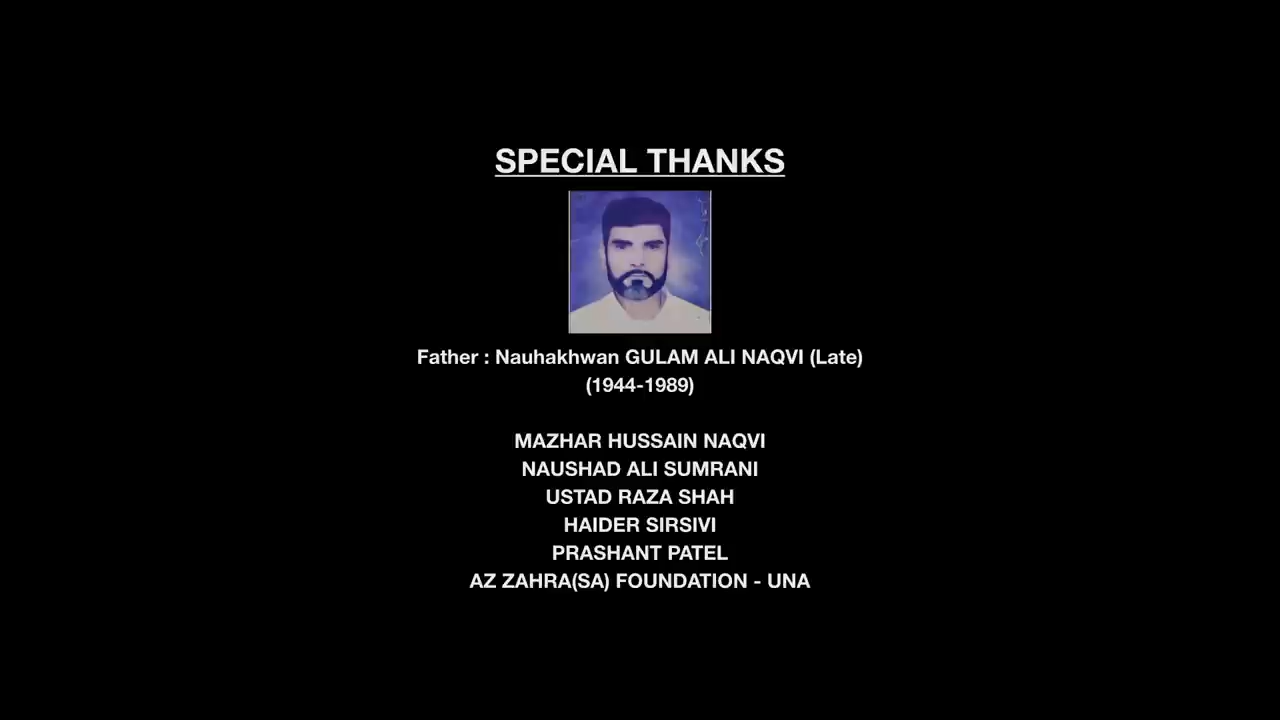 SPECIAL THANKS
Father : Nauhakhwan GULAM ALI NAQVI (Late)
(1944-1989)
MAZHAR HUSSAIN NAQVI
NAUSHAD ALI SUMRANI
USTAD RAZA SHAH
HAIDER SIRSIVI
PRASHANT PATEL
AZ ZAHRA(SA) FOUNDATION - UNA